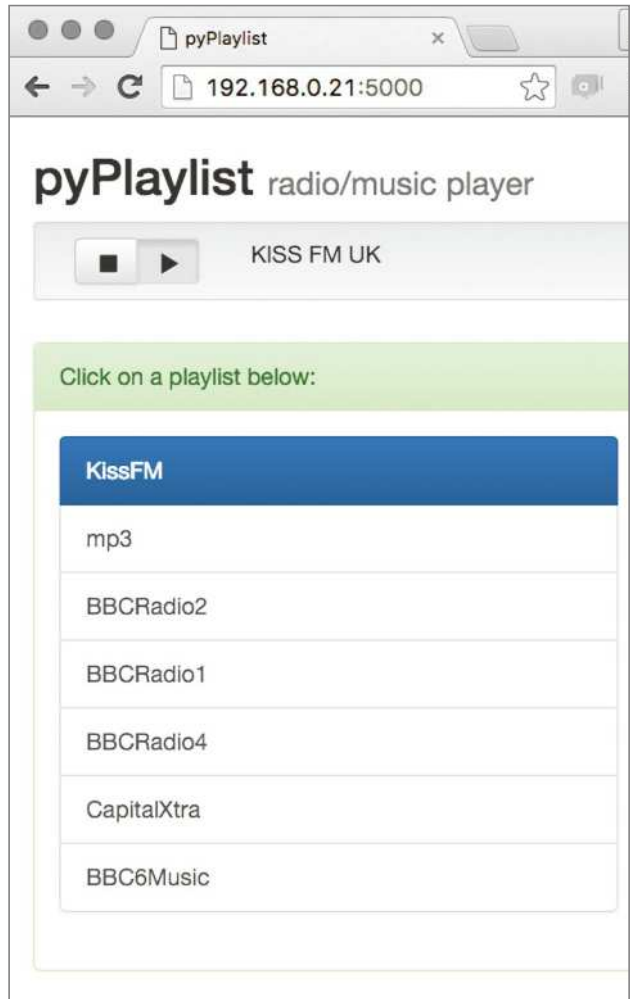 pyPlaylist
192.168.0.21:5000
pyPlaylist radio/music player
KISS FM UK
Click on a playlist below:
KissFM
mp3
BBCRadio2
BBCRadio1
BBCRadio4
CapitalXtra
BBC6Music